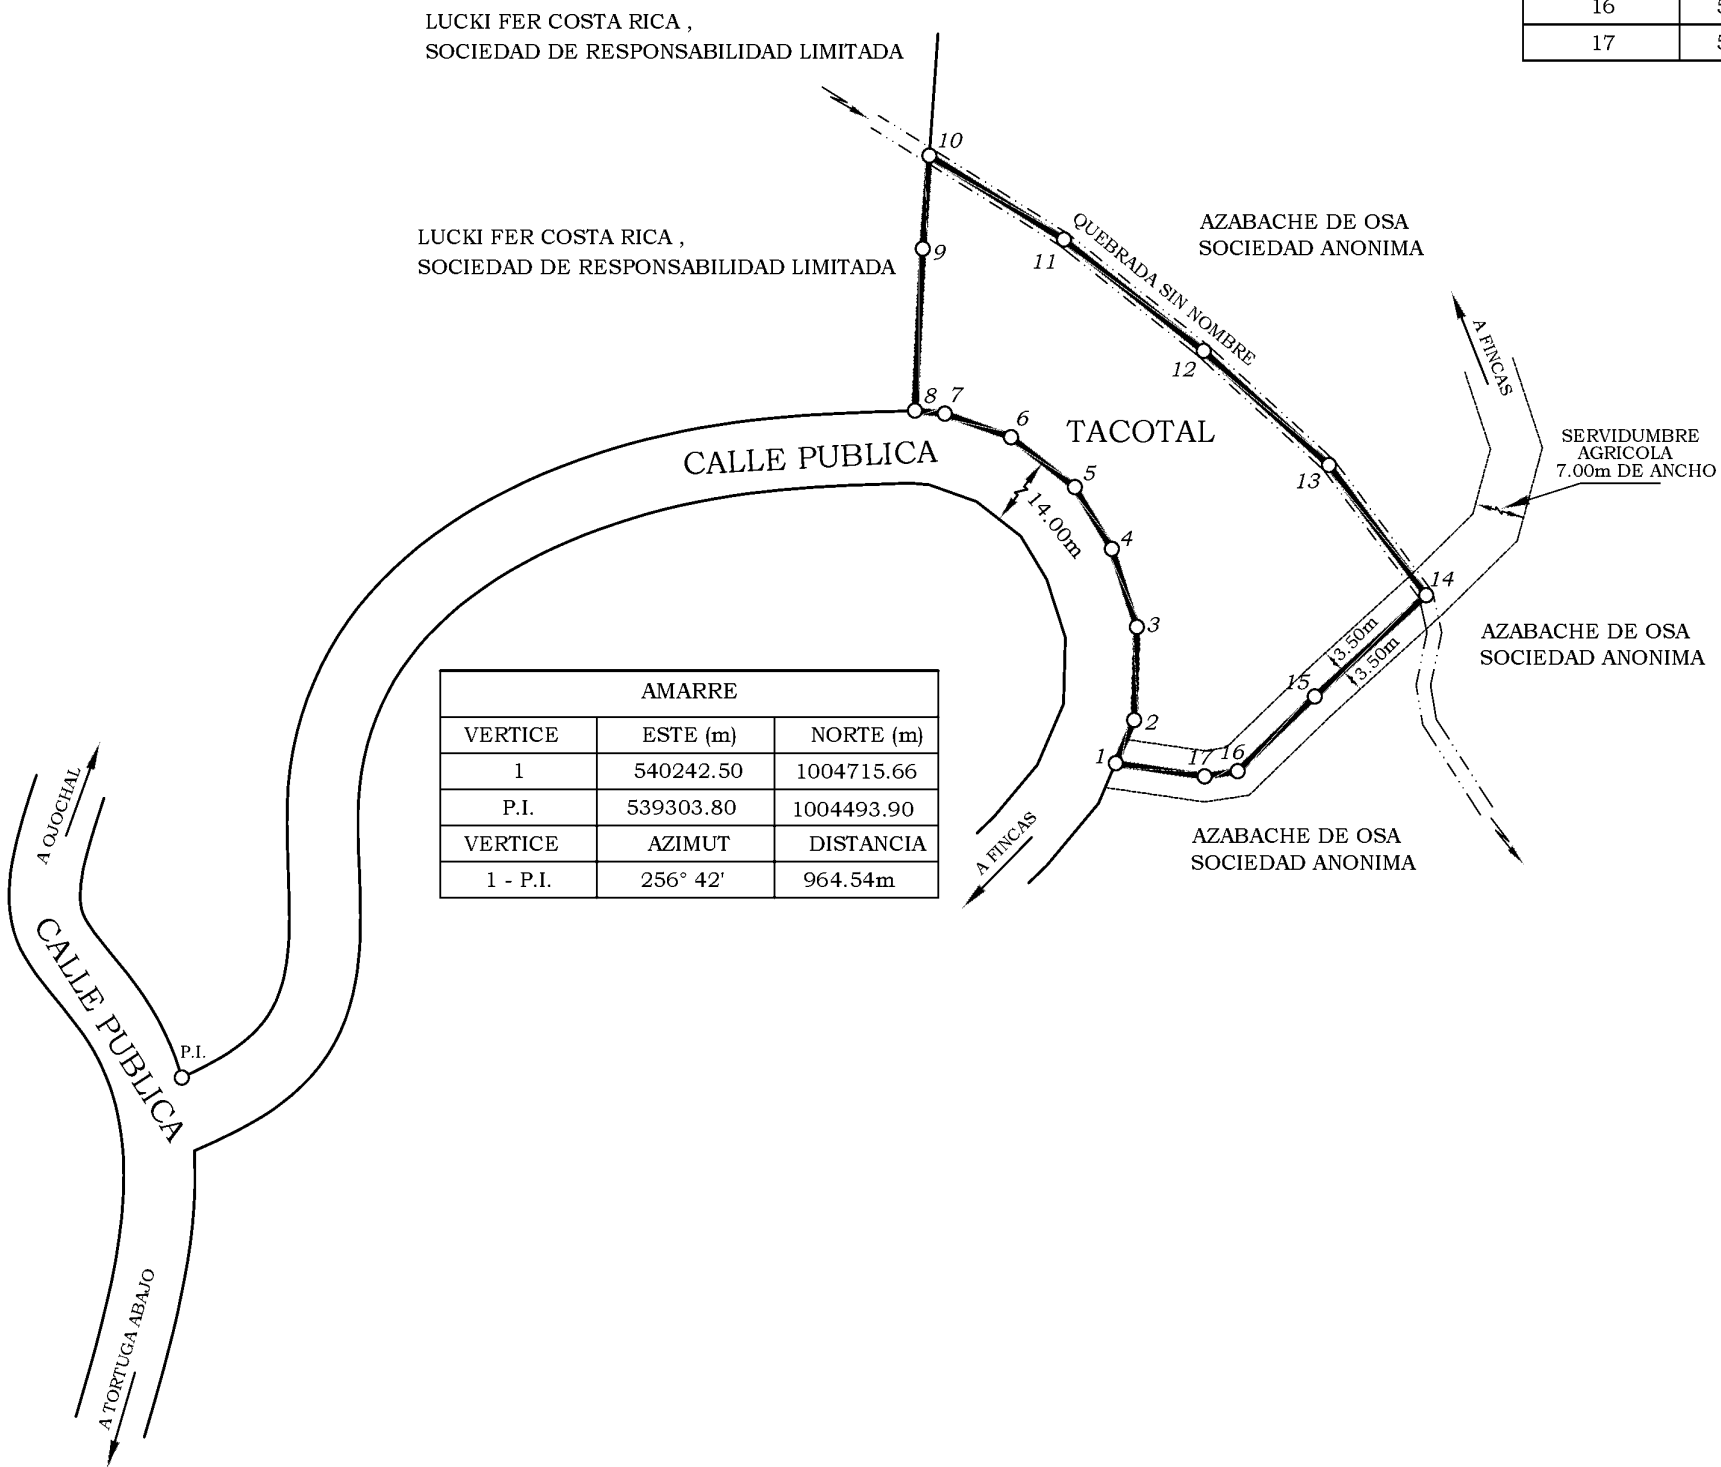 LUCKI FER COSTA RICA ,
SOCIEDAD DE RESPONSABILIDAD LIMITADA
16 5
17 5
10
LUCKI FER COSTA RICA ,
SOCIEDAD DE RESPONSABILIDAD LIMITADA
9
11
QUEBRADA SIN NOMBRE
AZABACHE DE OSA
SOCIEDAD ANONIMA
12
A FINCAS
8
7
6
TACOTAL
CALLE PUBLICA
5
14.00m
13
SERVIDUMBRE
AGRICOLA
7.00m DE ANCHO
4
14
3
AZABACHE DE OSA
SOCIEDAD ANONIMA
3.50m
3.50m
15
2
1
17
16
AMARRE
VERTICE ESTE (m) NORTE (m)
1 540242.50 1004715.66
P.I. 539303.80 1004493.90
VERTICE AZIMUT DISTANCIA
1 - P.I. 256° 42' 964.54m
A FINCAS
AZABACHE DE OSA
SOCIEDAD ANONIMA
A OJOCHAL
CALLE PUBLICA
P.I.
A TORTUGA ABAJO